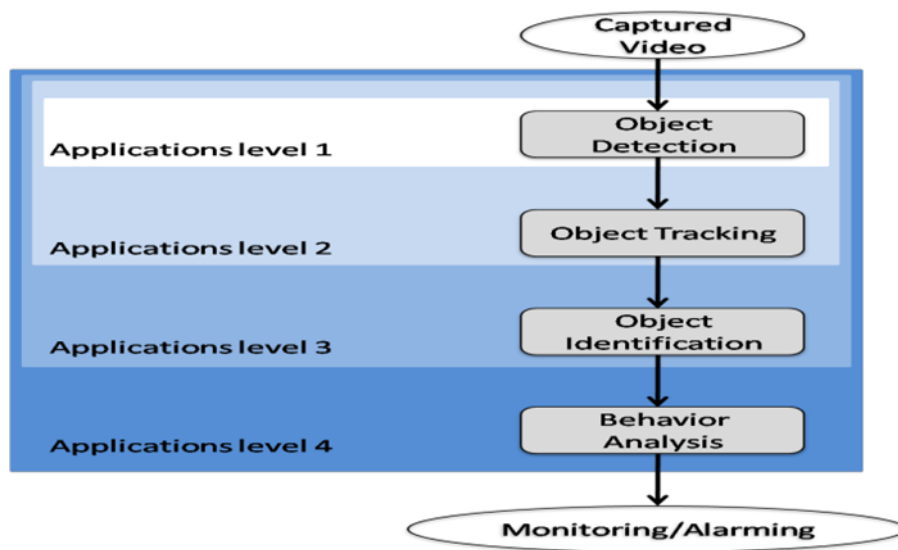 Captured
Video
Object
Detection
Applications level 1
Object Tracking
Applications level 2
Object
Identification
Applications level 3
Behavior
Analysis
Applications level 4
Monitoring/Alarming